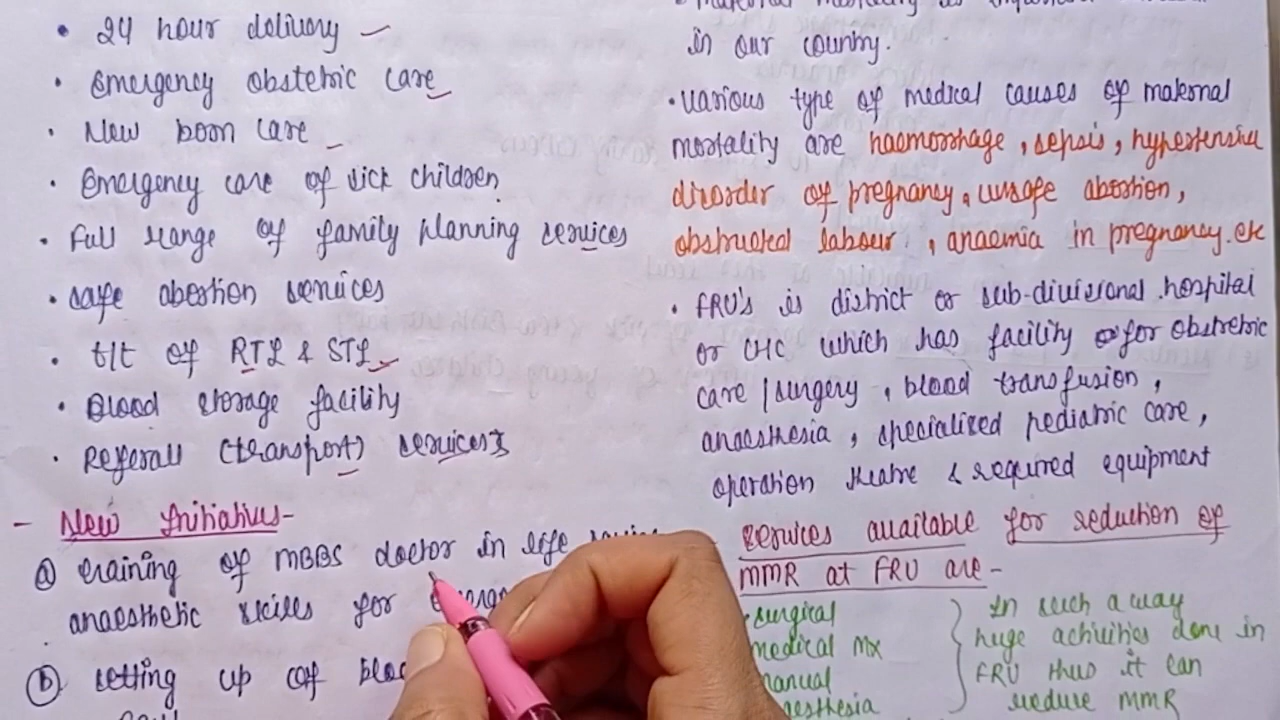 • 24 hour delivery –
• Emergency obstetric care
• New born care –
• Emergency care of sick children
• Full range of family planning services
• safe abortion services
• t/t of RTI & STI –
• Blood storage facility
• Referall (transport) services
- New Initiatives -
a) training of MBBS doctor in life
anaesthetic skills for
b) setting up of
in our country.
• various type of medical causes of maternal
mortality are haemorrhage, sepsis, hypertensive
disorder of pregnancy, unsafe abortion,
obstructed labour, anaemia in pregnancy. etc
• FRU's is district or sub-divisional hospital
or CHC which has facility for obstretric
care / surgery, blood transfusion,
anaesthesia, specialized pediatric care,
operation theatre & required equipment
services available for reduction of
MMR at FRU are -
• surgical
medical Mx
manual
In such a way
huge activities done in
FRU thus it can
reduce MMR